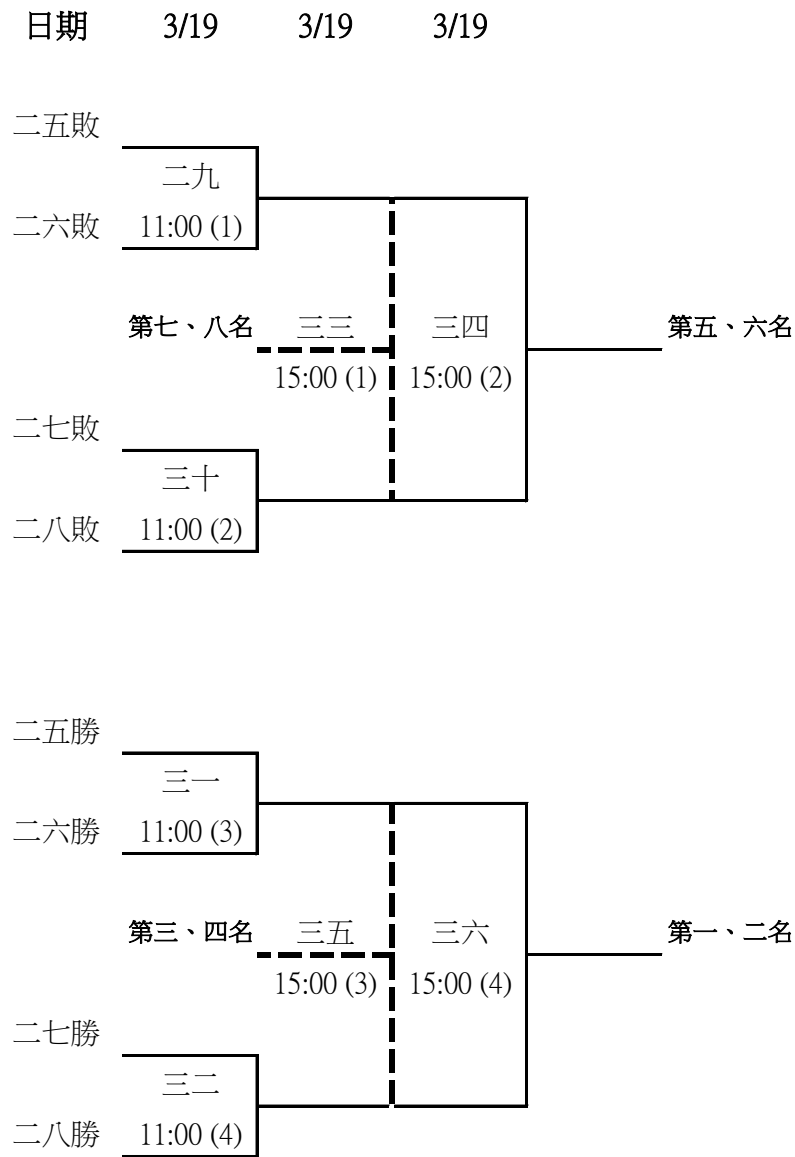 日期 3/19 3/19 3/19
二五敗
二九
二六敗 11:00 (1)
第七、八名 三三 三四 第五、六名
15:00 (1) 15:00 (2)
二七敗
三十
二八敗 11:00 (2)
二五勝
三一
二六勝 11:00 (3)
第三、四名 三五 三六 第一、二名
15:00 (3) 15:00 (4)
二七勝
三二
二八勝 11:00 (4)